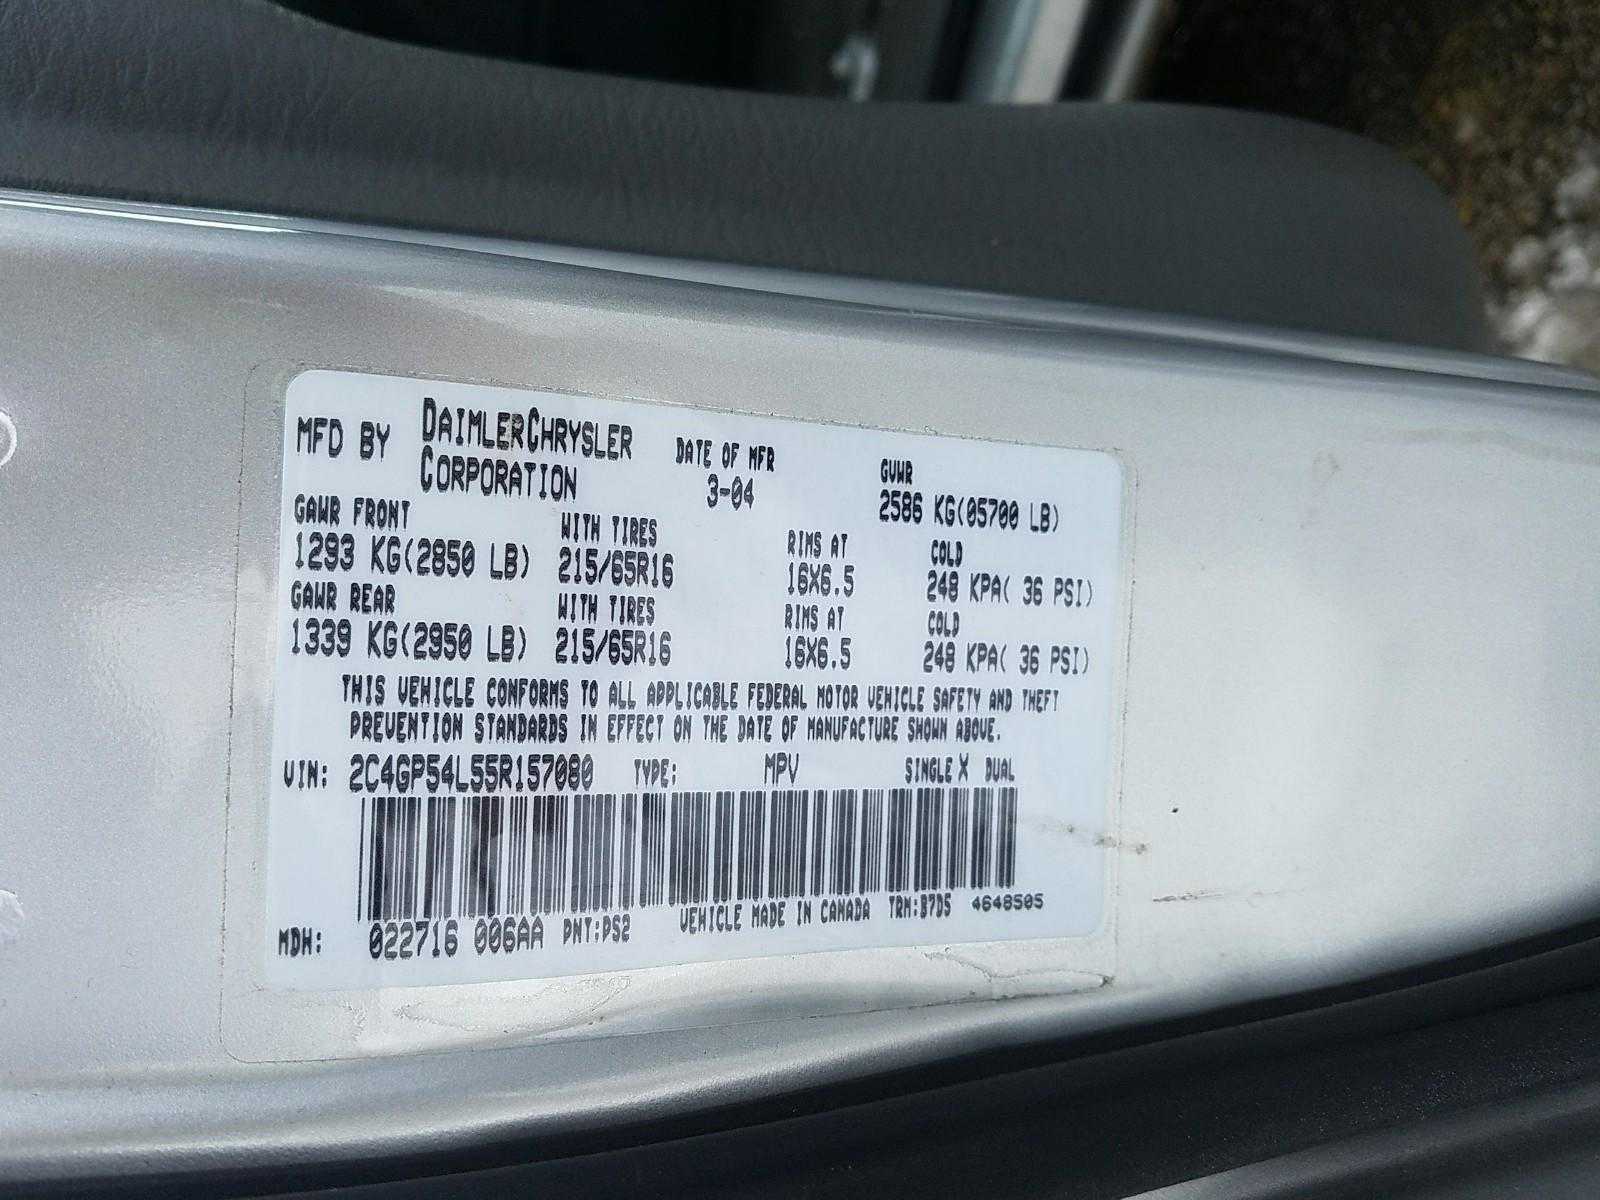 MFD BY DAIMLERCHRYSLER CORPORATION DATE OF MFR 3-04 GVWR 2586 KG(05700 LB)
GAWR FRONT WITH TIRES RIMS AT COLD
1293 KG(2850 LB) 215/65R16 16X6.5 248 KPA( 36 PSI)
GAWR REAR WITH TIRES RIMS AT COLD
1339 KG(2950 LB) 215/65R16 16X6.5 248 KPA( 36 PSI)
THIS VEHICLE CONFORMS TO ALL APPLICABLE FEDERAL MOTOR VEHICLE SAFETY AND THEFT
PREVENTION STANDARDS IN EFFECT ON THE DATE OF MANUFACTURE SHOWN ABOVE.
VIN: 2C4GP54L55R157080 TYPE: MPV SINGLE X DUAL
MDH: 022716 006AA PNT:PS2 VEHICLE MADE IN CANADA TRM:B7D5 4648505